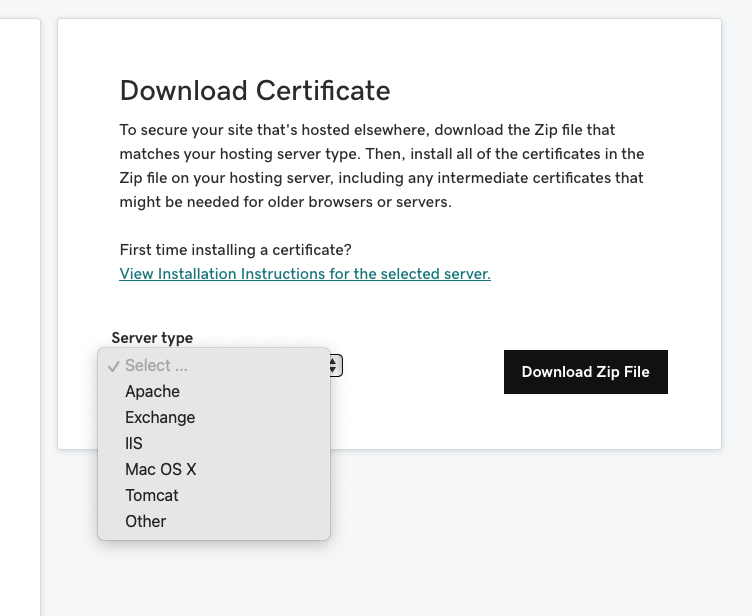 Download Certificate
To secure your site that's hosted elsewhere, download the Zip file that
matches your hosting server type. Then, install all of the certificates in the
Zip file on your hosting server, including any intermediate certificates that
might be needed for older browsers or servers.
First time installing a certificate?
View Installation Instructions for the selected server.
Server type
Select ...
Apache
Exchange
IIS
Mac OS X
Tomcat
Other
Download Zip File